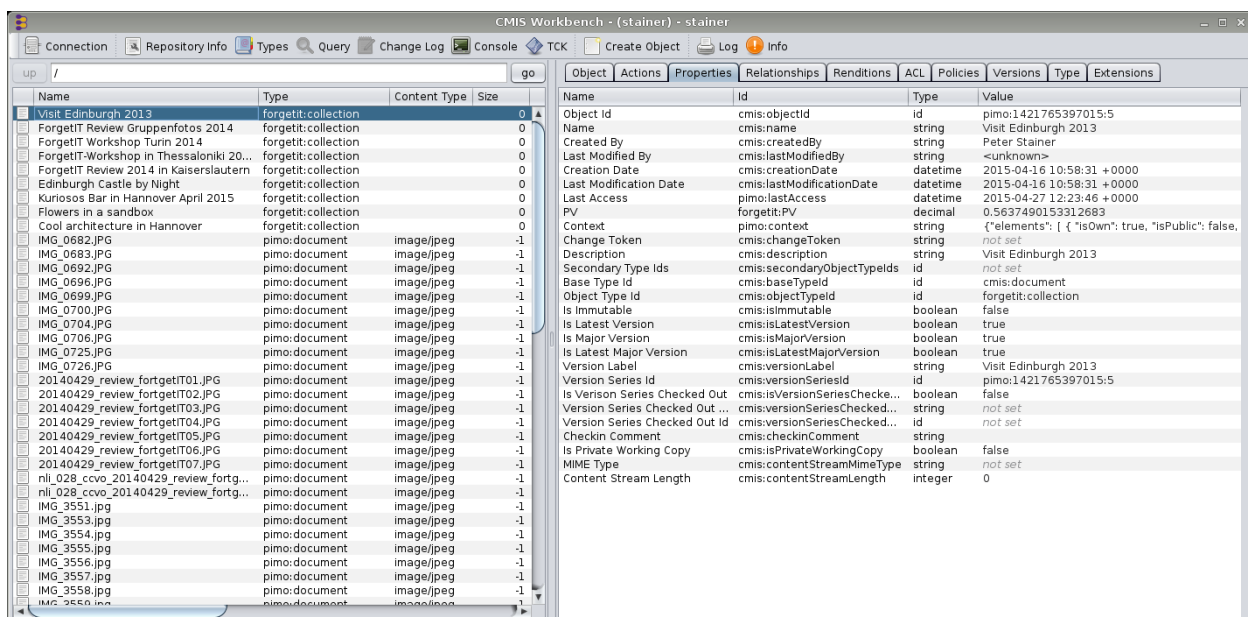 CMIS Workbench - (stainer) - stainer
Connection Repository Info Types Query Change Log Console TCK Create Object Log Info
up / go
Name Type Content Type Size
Visit Edinburgh 2013 forgetit:collection 0
ForgetIT Review Gruppenfotos 2014 forgetit:collection 0
ForgetIT Workshop Turin 2014 forgetit:collection 0
ForgetIT-Workshop in Thessaloniki 20... forgetit:collection 0
ForgetIT Review 2014 in Kaiserslautern forgetit:collection 0
Edinburgh Castle by Night forgetit:collection 0
Kuriosos Bar in Hannover April 2015 forgetit:collection 0
Flowers in a sandbox forgetit:collection 0
Cool architecture in Hannover forgetit:collection 0
IMG_0682.JPG pimo:document image/jpeg -1
IMG_0683.JPG pimo:document image/jpeg -1
IMG_0692.JPG pimo:document image/jpeg -1
IMG_0696.JPG pimo:document image/jpeg -1
IMG_0699.JPG pimo:document image/jpeg -1
IMG_0700.JPG pimo:document image/jpeg -1
IMG_0704.JPG pimo:document image/jpeg -1
IMG_0706.JPG pimo:document image/jpeg -1
IMG_0725.JPG pimo:document image/jpeg -1
IMG_0726.JPG pimo:document image/jpeg -1
20140429_review_fortgetIT01.JPG pimo:document image/jpeg -1
20140429_review_fortgetIT02.JPG pimo:document image/jpeg -1
20140429_review_fortgetIT03.JPG pimo:document image/jpeg -1
20140429_review_fortgetIT04.JPG pimo:document image/jpeg -1
20140429_review_fortgetIT05.JPG pimo:document image/jpeg -1
20140429_review_fortgetIT06.JPG pimo:document image/jpeg -1
20140429_review_fortgetIT07.JPG pimo:document image/jpeg -1
nli_028_ccvo_20140429_review_fortg... pimo:document image/jpeg -1
nli_028_ccvo_20140429_review_fortg... pimo:document image/jpeg -1
IMG_3551.jpg pimo:document image/jpeg -1
IMG_3553.jpg pimo:document image/jpeg -1
IMG_3554.jpg pimo:document image/jpeg -1
IMG_3555.jpg pimo:document image/jpeg -1
IMG_3556.jpg pimo:document image/jpeg -1
IMG_3557.jpg pimo:document image/jpeg -1
IMG_3558.jpg pimo:document image/jpeg -1
IMG_3559.jpg pimo:document image/jpeg -1
Object Actions Properties Relationships Renditions ACL Policies Versions Type Extensions
Name Id Type Value
Object Id cmis:objectId id pimo:1421765397015:5
Name cmis:name string Visit Edinburgh 2013
Created By cmis:createdBy string Peter Stainer
Last Modified By cmis:lastModifiedBy string <unknown>
Creation Date cmis:creationDate datetime 2015-04-16 10:58:31 +0000
Last Modification Date cmis:lastModificationDate datetime 2015-04-16 10:58:31 +0000
Last Access pimo:lastAccess datetime 2015-04-27 12:23:46 +0000
PV forgetit:PV decimal 0.5637490153312683
Context pimo:context string {"elements": [ { "isOwn": true, "isPublic": false,
Change Token cmis:changeToken string not set
Description cmis:description string Visit Edinburgh 2013
Secondary Type Ids cmis:secondaryObjectTypeIds id not set
Base Type Id cmis:baseTypeId id cmis:document
Object Type Id cmis:objectTypeId id forgetit:collection
Is Immutable cmis:isImmutable boolean false
Is Latest Version cmis:isLatestVersion boolean true
Is Major Version cmis:isMajorVersion boolean true
Is Latest Major Version cmis:isLatestMajorVersion boolean true
Version Label cmis:versionLabel string Visit Edinburgh 2013
Version Series Id cmis:versionSeriesId id pimo:1421765397015:5
Is Verison Series Checked Out cmis:isVersionSeriesChecke... boolean false
Version Series Checked Out ... cmis:versionSeriesChecked... string not set
Version Series Checked Out Id cmis:versionSeriesChecked... id not set
Checkin Comment cmis:checkinComment string
Is Private Working Copy cmis:isPrivateWorkingCopy boolean false
MIME Type cmis:contentStreamMimeType string not set
Content Stream Length cmis:contentStreamLength integer 0